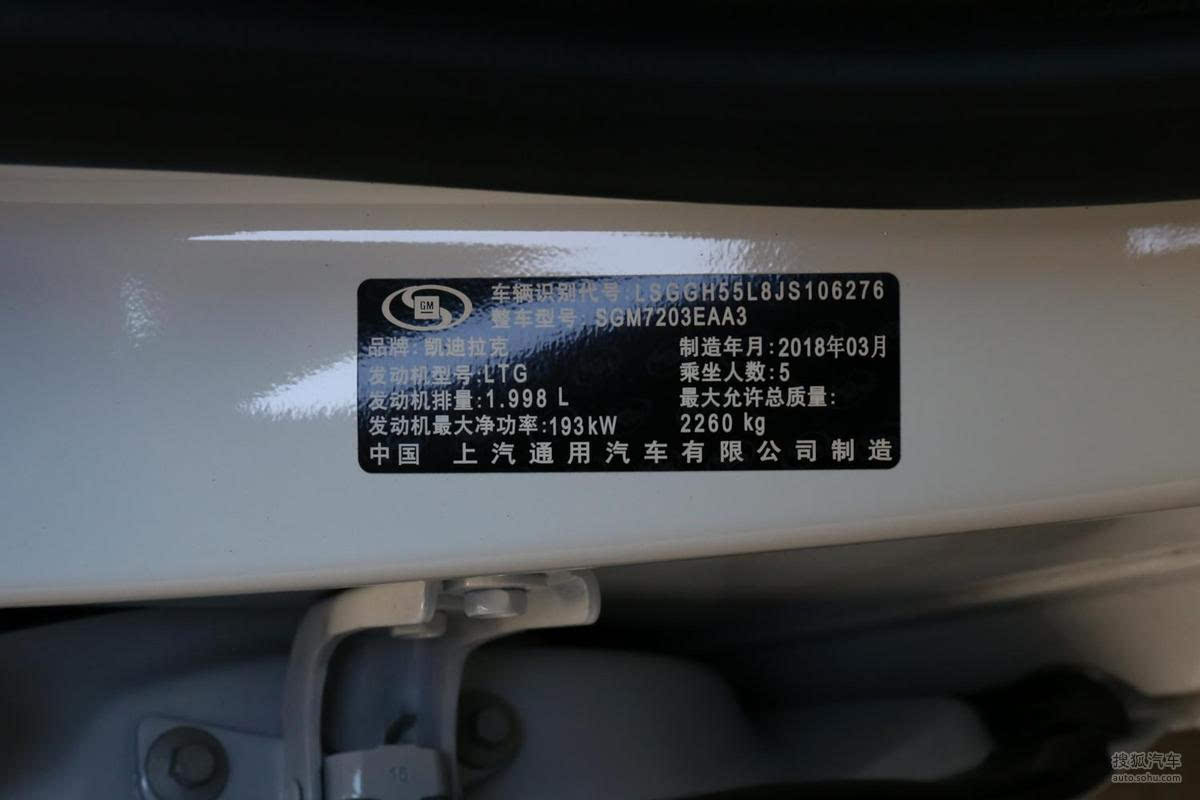 GM
车辆识别代号:LSGGH55L8JS106276
整车型号: SGM7203EAA3
品牌: 凯迪拉克
制造年月:2018年03月
发动机型号:LTG
乘坐人数:5
发动机排量:1.998 L
最大允许总质量:
发动机最大净功率:193kW
2260 kg
中国 上汽通用汽车有限公司制造
16
搜狐汽车
auto.sohu.com